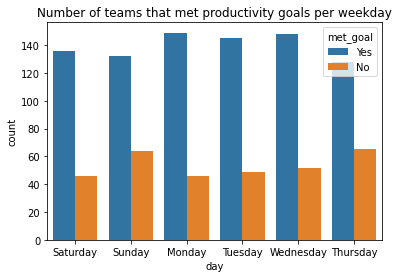 Number of teams that met productivity goals per weekday
met_goal
Yes
No
count
140
120
100
80
60
40
20
0
Saturday Sunday Monday Tuesday Wednesday Thursday
day